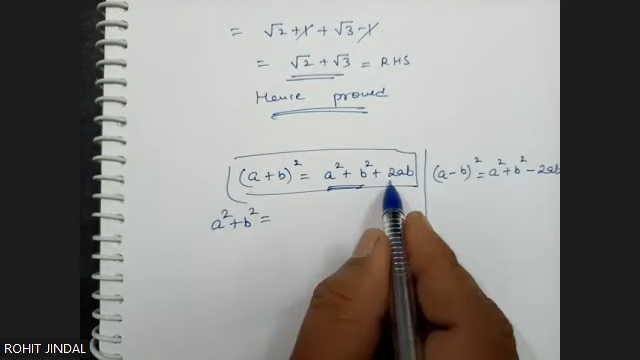 = √2 + 1 + √3 - 1
= √2 + √3 = RHS
Hence proved
(a+b)² = a² + b² + 2ab
(a-b)² = a² + b² - 2ab
a² + b² =
ROHIT JINDAL